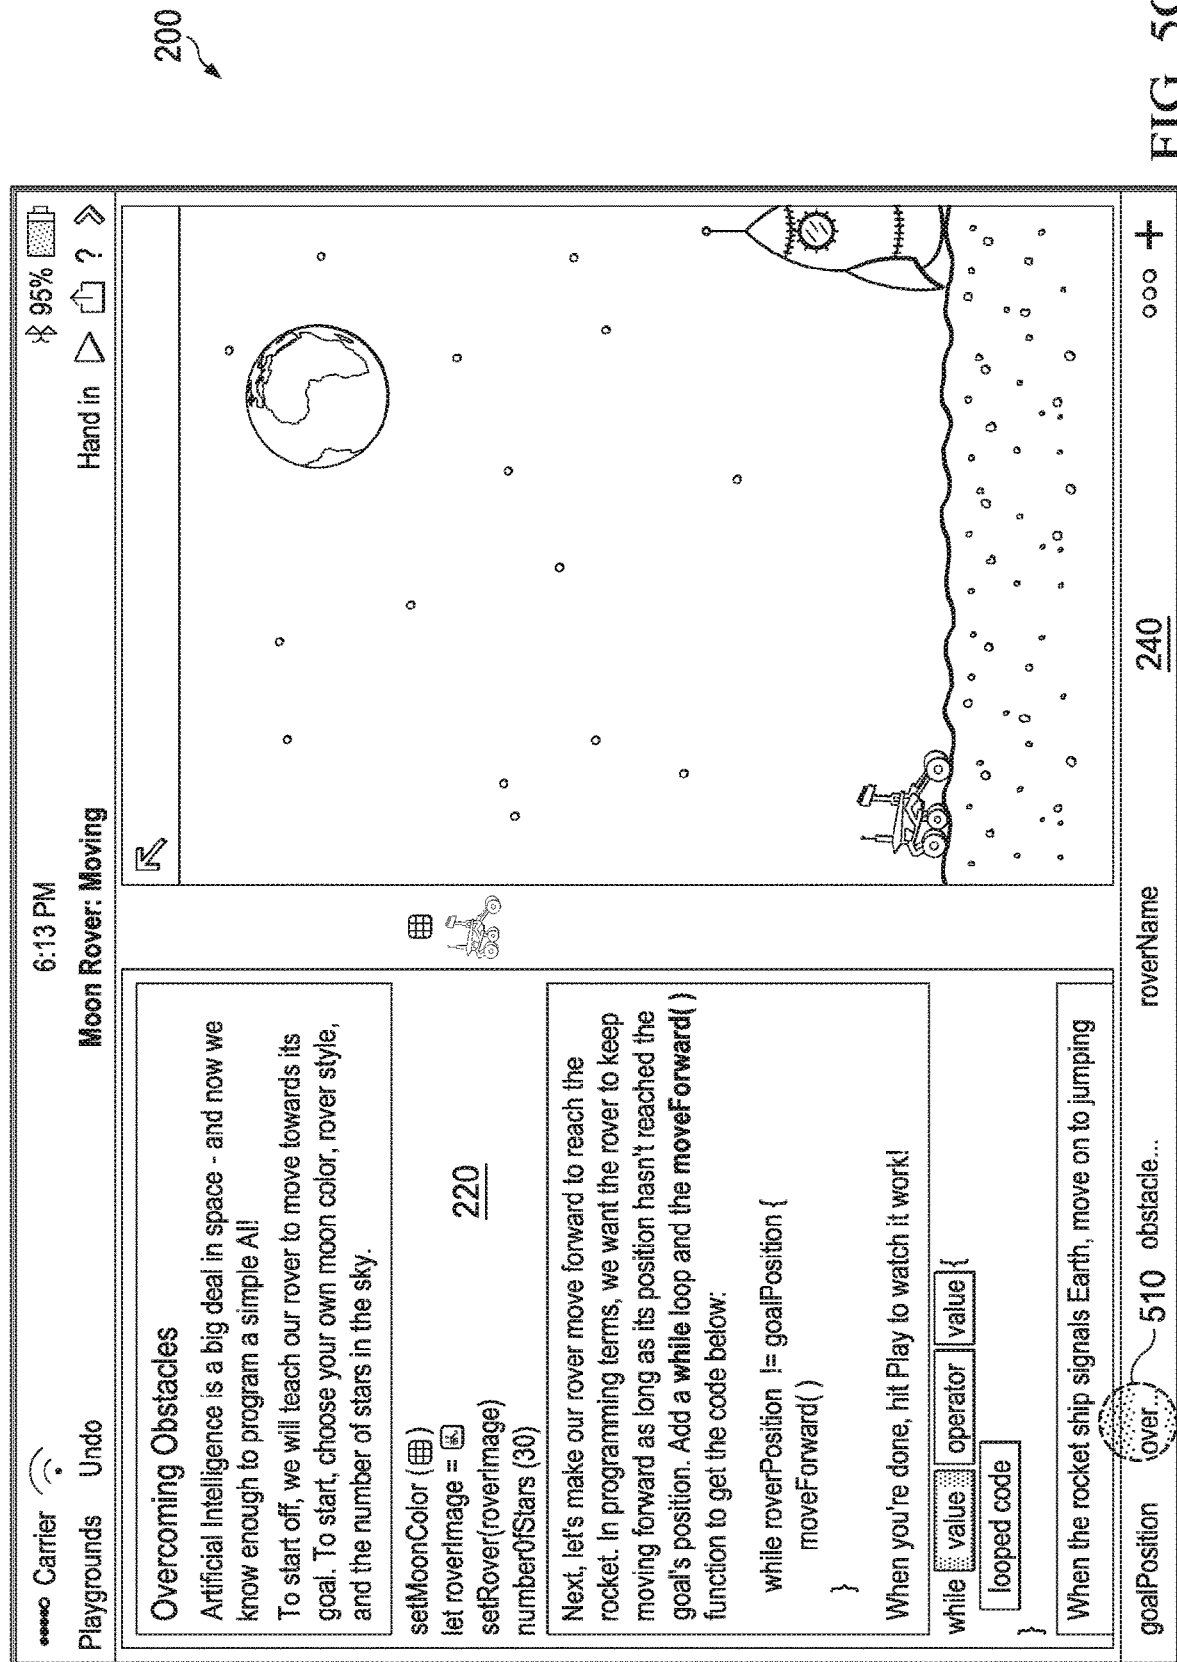 200
Carrier
6:13 PM
95%
Playgrounds Undo
Moon Rover: Moving
Hand in ?
Overcoming Obstacles
Artificial Intelligence is a big deal in space - and now we
know enough to program a simple AI!
To start off, we will teach our rover to move towards its
goal. To start, choose your own moon color, rover style,
and the number of stars in the sky.
setMoonColor ( )
let roverImage =
setRover(roverImage)
number0fStars (30)
220
Next, let's make our rover move forward to reach the
rocket. In programming terms, we want the rover to keep
moving forward as long as its position hasn't reached the
goal's position. Add a while loop and the moveForward( )
function to get the code below:
while roverPosition != goalPosition {
moveForward( )
}
When you're done, hit Play to watch it work!
while value operator value {
looped code
}
When the rocket ship signals Earth, move on to jumping
goalPosition over... 510 obstacle... roverName 240 ooo +